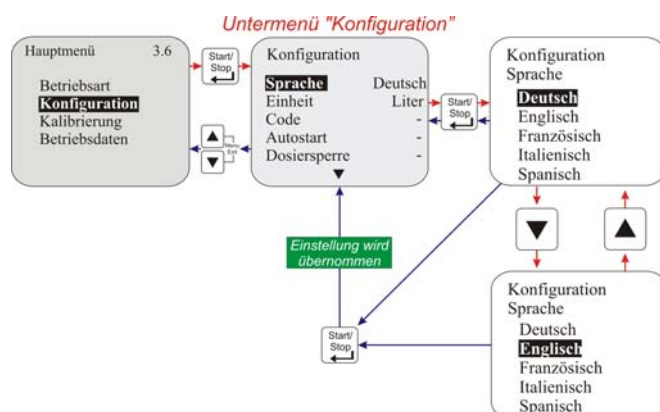 Untermenü "Konfiguration"
Hauptmenü 3.6
Betriebsart
Konfiguration
Kalibrierung
Betriebsdaten
Start/
Stop
Menu
Exit
Konfiguration
Sprache Deutsch
Einheit Liter
Code -
Autostart -
Dosiersperre -
Start/
Stop
Konfiguration
Sprache
Deutsch
Englisch
Französisch
Italienisch
Spanisch
Einstellung wird
übernommen
Start/
Stop
Konfiguration
Sprache
Deutsch
Englisch
Französisch
Italienisch
Spanisch